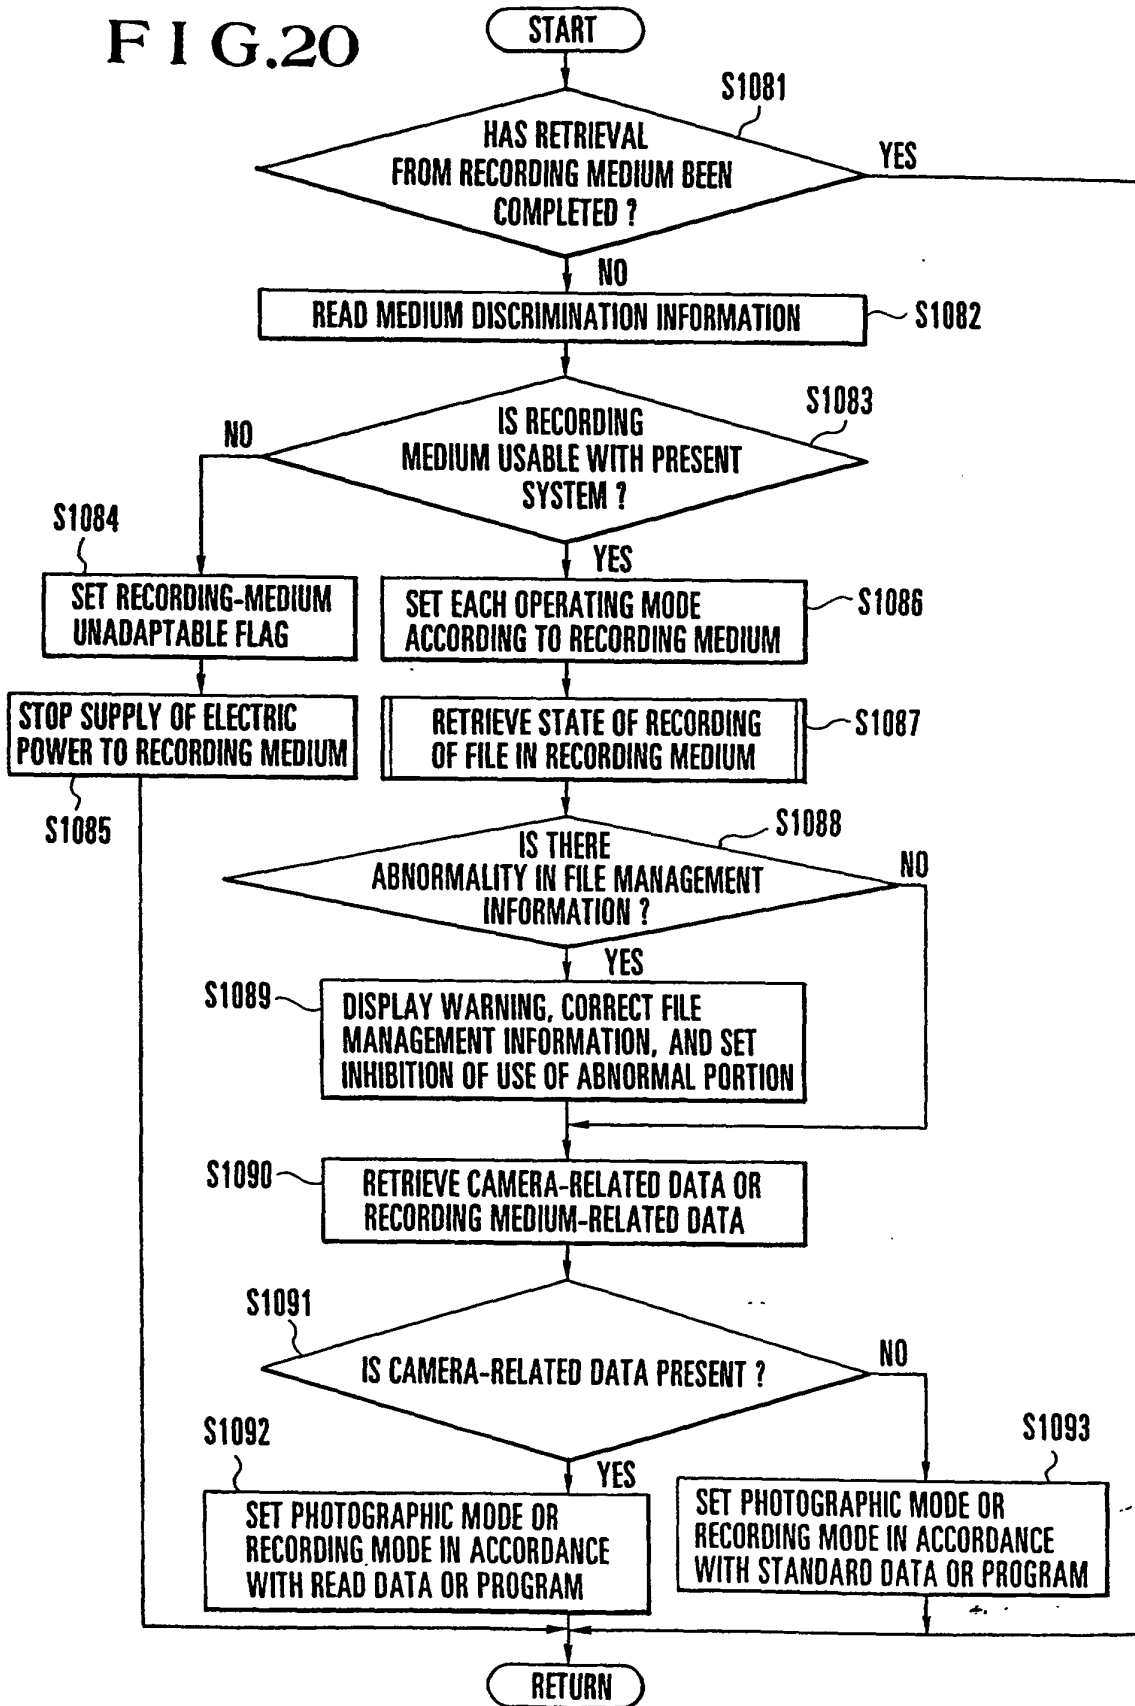 FIG.20
START
S1081
HAS RETRIEVAL
FROM RECORDING MEDIUM BEEN
COMPLETED ?
YES
NO
READ MEDIUM DISCRIMINATION INFORMATION
S1082
S1083
IS RECORDING
MEDIUM USABLE WITH PRESENT
SYSTEM ?
NO
YES
S1084
SET RECORDING-MEDIUM
UNADAPTABLE FLAG
STOP SUPPLY OF ELECTRIC
POWER TO RECORDING MEDIUM
S1085
SET EACH OPERATING MODE
ACCORDING TO RECORDING MEDIUM
S1086
RETRIEVE STATE OF RECORDING
OF FILE IN RECORDING MEDIUM
S1087
S1088
IS THERE
ABNORMALITY IN FILE MANAGEMENT
INFORMATION ?
NO
YES
S1089
DISPLAY WARNING, CORRECT FILE
MANAGEMENT INFORMATION, AND SET
INHIBITION OF USE OF ABNORMAL PORTION
S1090
RETRIEVE CAMERA-RELATED DATA OR
RECORDING MEDIUM-RELATED DATA
S1091
IS CAMERA-RELATED DATA PRESENT ?
NO
YES
S1092
SET PHOTOGRAPHIC MODE OR
RECORDING MODE IN ACCORDANCE
WITH READ DATA OR PROGRAM
S1093
SET PHOTOGRAPHIC MODE OR
RECORDING MODE IN ACCORDANCE
WITH STANDARD DATA OR PROGRAM
RETURN